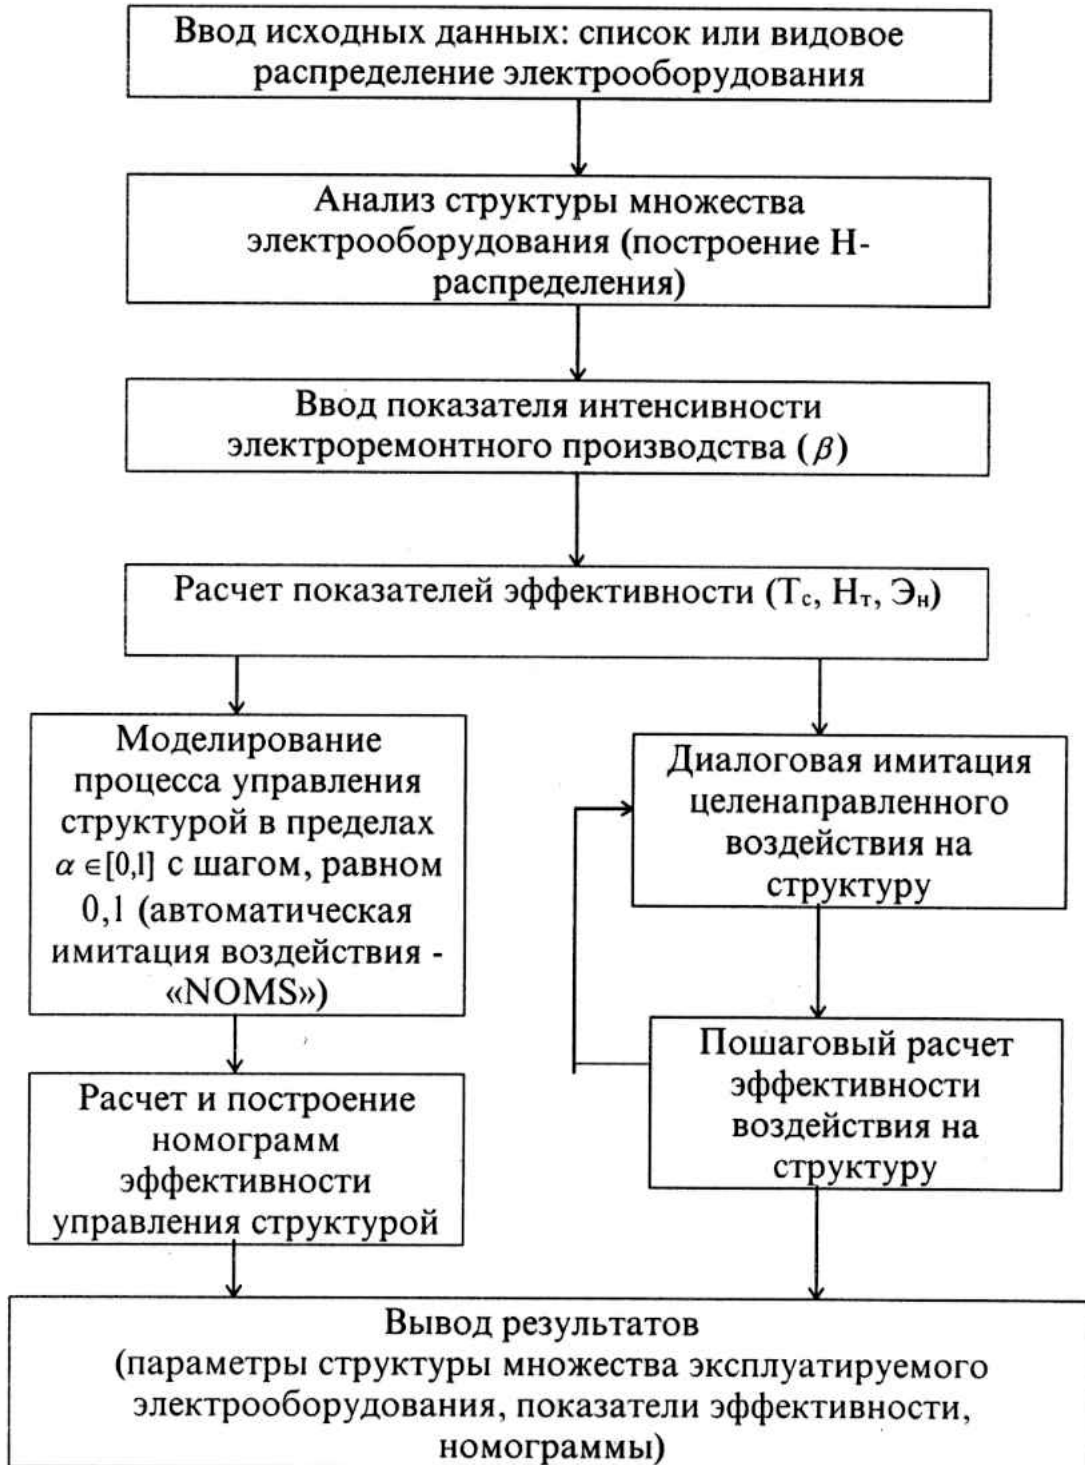 Ввод исходных данных: список или видовое
распределение электрооборудования
Анализ структуры множества
электрооборудования (построение Н-
распределения)
Ввод показателя интенсивности
электроремонтного производства (β)
Расчет показателей эффективности (Тс, Нт, Эн)
Моделирование
процесса управления
структурой в пределах
α ∈[0,1] с шагом, равном
0,1 (автоматическая
имитация воздействия -
«NOMS»)
Расчет и построение
номограмм
эффективности
управления структурой
Диалоговая имитация
целенаправленного
воздействия на
структуру
Пошаговый расчет
эффективности
воздействия на
структуру
Вывод результатов
(параметры структуры множества эксплуатируемого
электрооборудования, показатели эффективности,
номограммы)